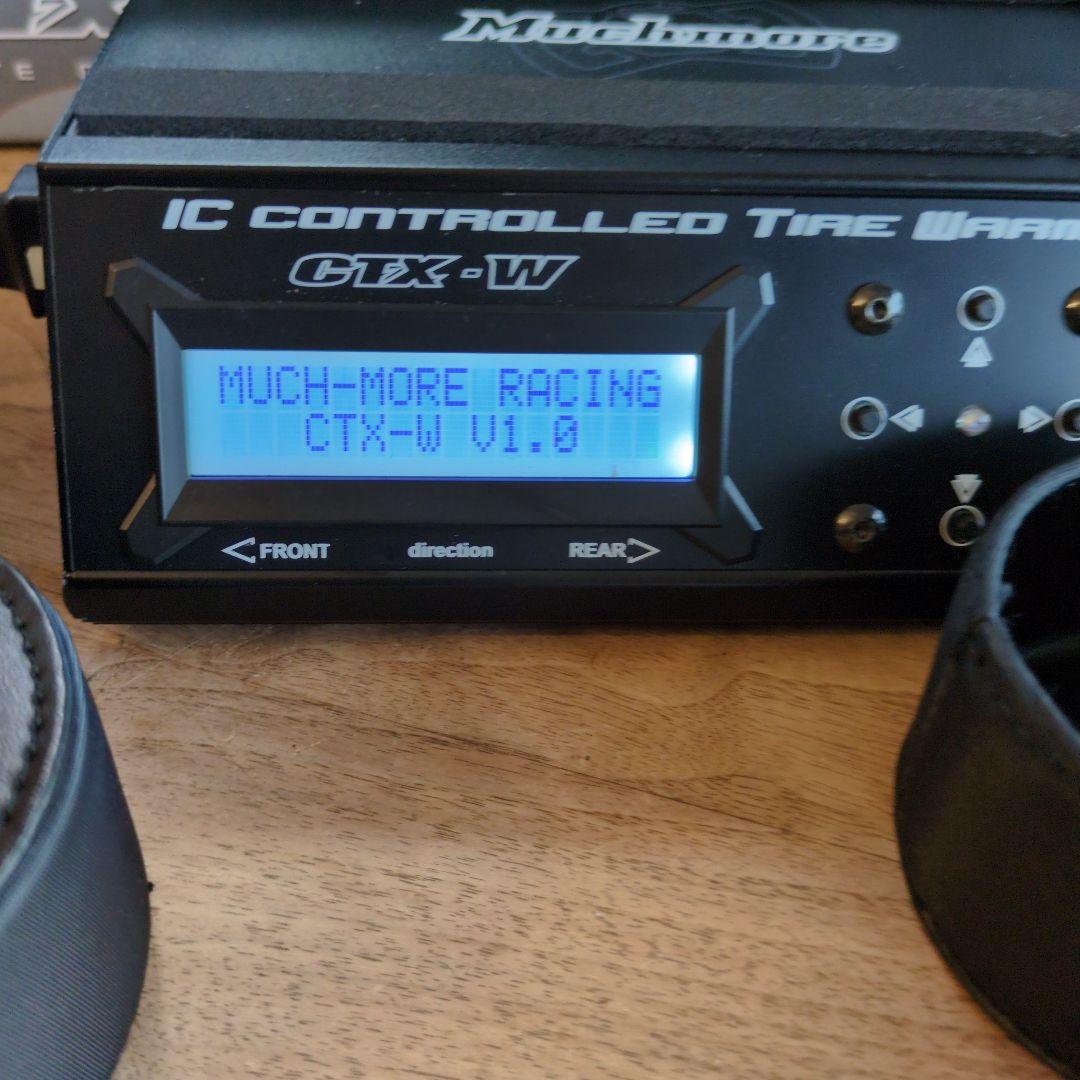 Muchmore
IC CONTROLLED TIRE WARM
CTX-W
MUCH-MORE RACING
CTX-W V1.0
<FRONT direction REAR>